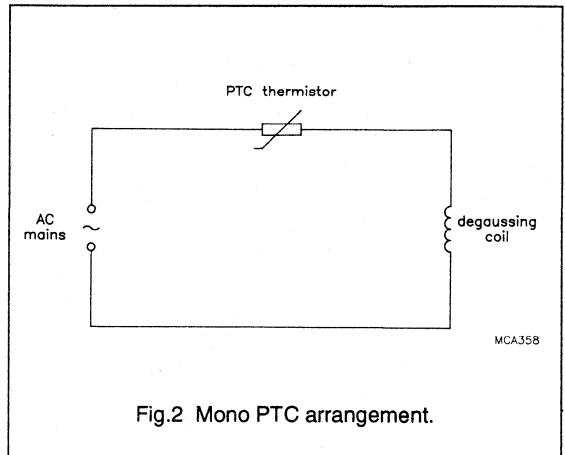 PTC thermistor
AC
mains
~
degaussing
coil
MCA358
Fig.2 Mono PTC arrangement.